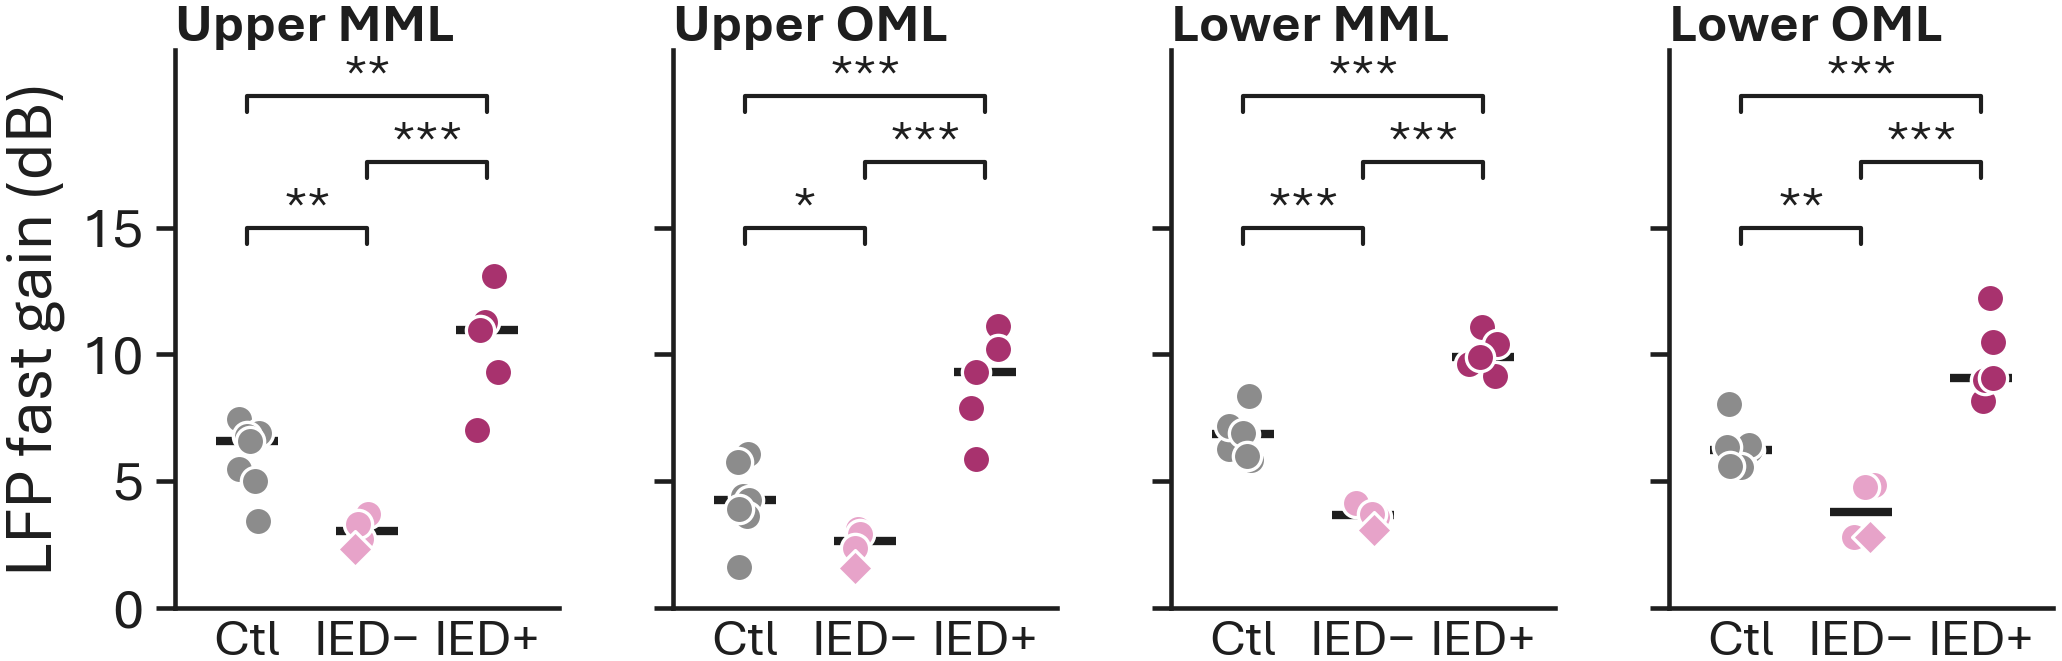 Upper MML Upper OML Lower MML Lower OML
** *** *** ***
*** *** *** ***
** * *** **
LFP fast gain (dB)
15
10
5
0
Ctl IED− IED+ Ctl IED− IED+ Ctl IED− IED+ Ctl IED− IED+